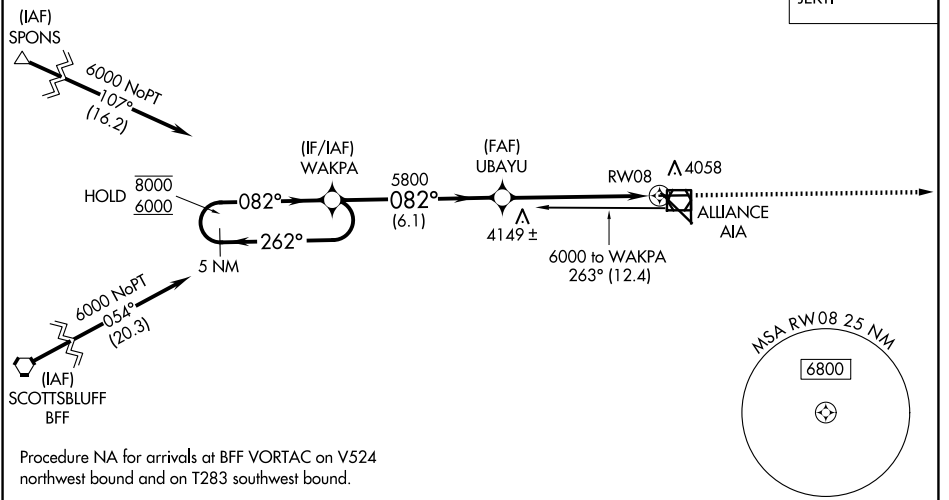 JERTI
(IAF)
SPONS
6000 NoPT
107°
(16.2)
HOLD
8000
6000
082°
262°
5 NM
(IF/IAF)
WAKPA
5800
082°
(6.1)
(FAF)
UBAYU
4149 ±
RW08
4058
ALLIANCE
AIA
6000 to WAKPA
263° (12.4)
6000 NoPT
054°
(20.3)
(IAF)
SCOTTSBLUFF
BFF
MSA RW08 25 NM
6800
Procedure NA for arrivals at BFF VORTAC on V524
northwest bound and on T283 southwest bound.